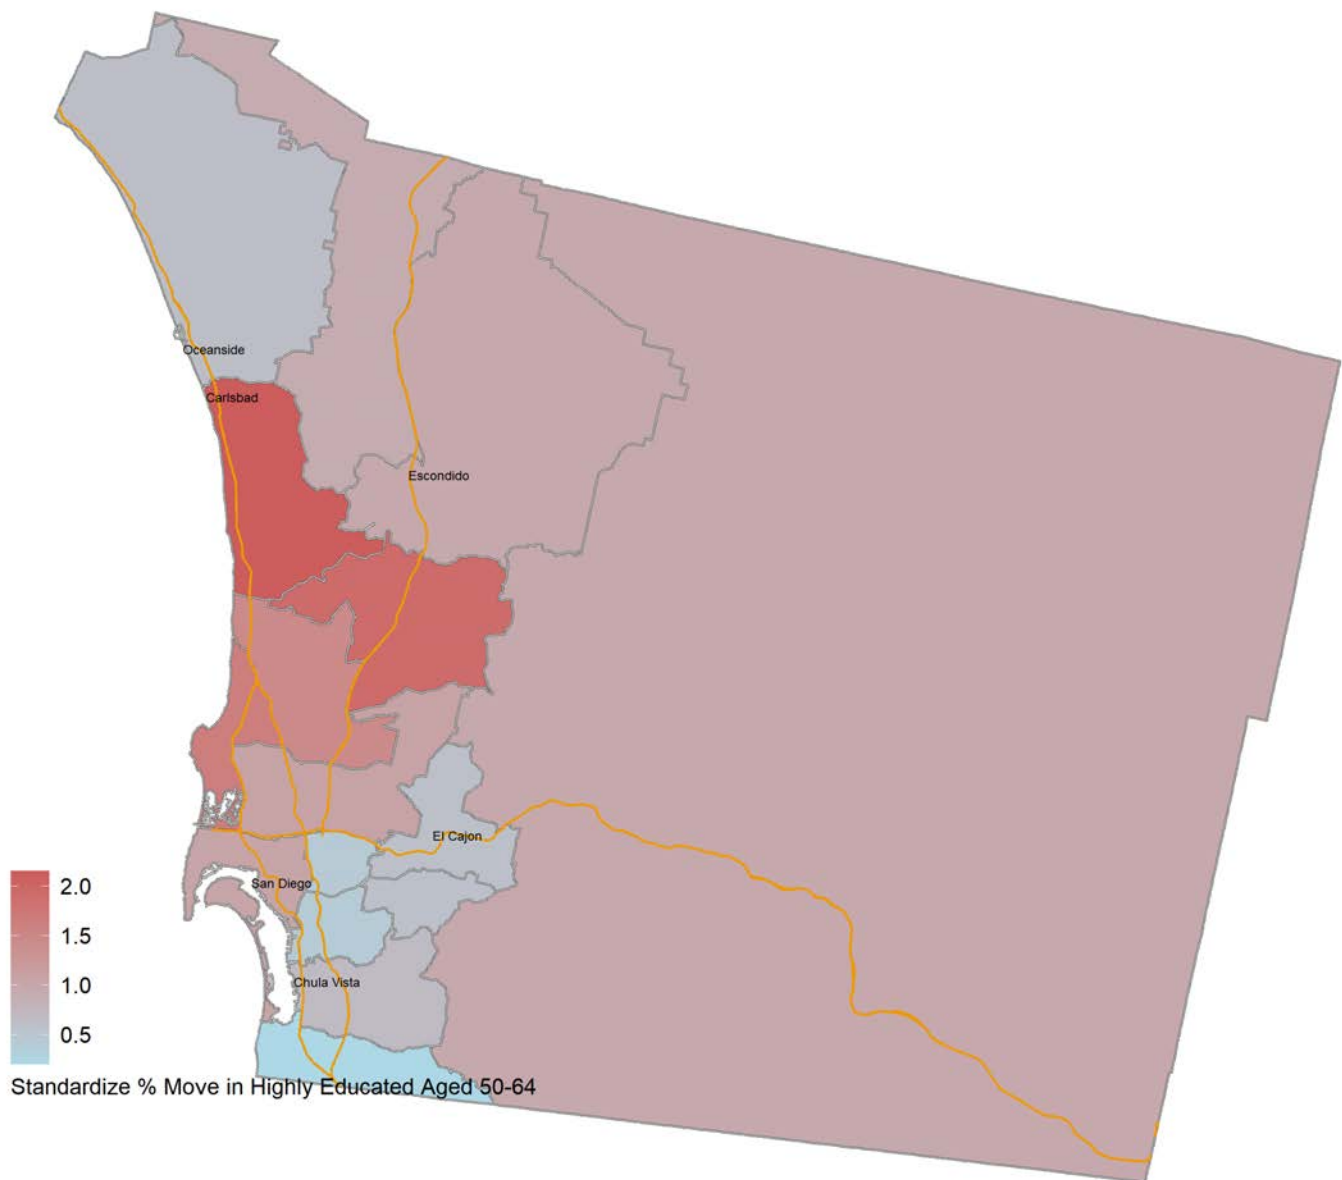 Oceanside
Carlsbad
Escondido
El Cajon
San Diego
Chula Vista
2.0
1.5
1.0
0.5
Standardize % Move in Highly Educated Aged 50-64